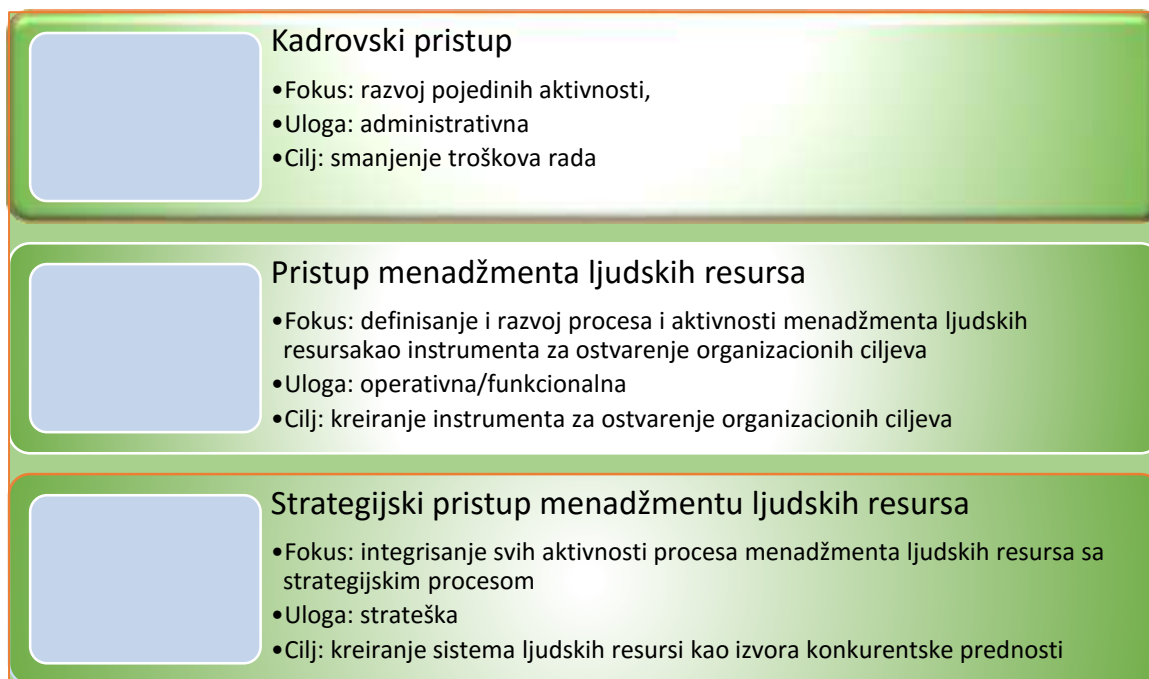 Kadrovski pristup
•Fokus: razvoj pojedinih aktivnosti,
•Uloga: administrativna
•Cilj: smanjenje troškova rada
Pristup menadžmenta ljudskih resursa
•Fokus: definisanje i razvoj procesa i aktivnosti menadžmenta ljudskih
resursakao instrumenta za ostvarenje organizacionih ciljeva
•Uloga: operativna/funkcionalna
•Cilj: kreiranje instrumenta za ostvarenje organizacionih ciljeva
Strategijski pristup menadžmentu ljudskih resursa
•Fokus: integrisanje svih aktivnosti procesa menadžmenta ljudskih resursa sa
strategijskim procesom
•Uloga: strateška
•Cilj: kreiranje sistema ljudskih resursi kao izvora konkurentske prednosti